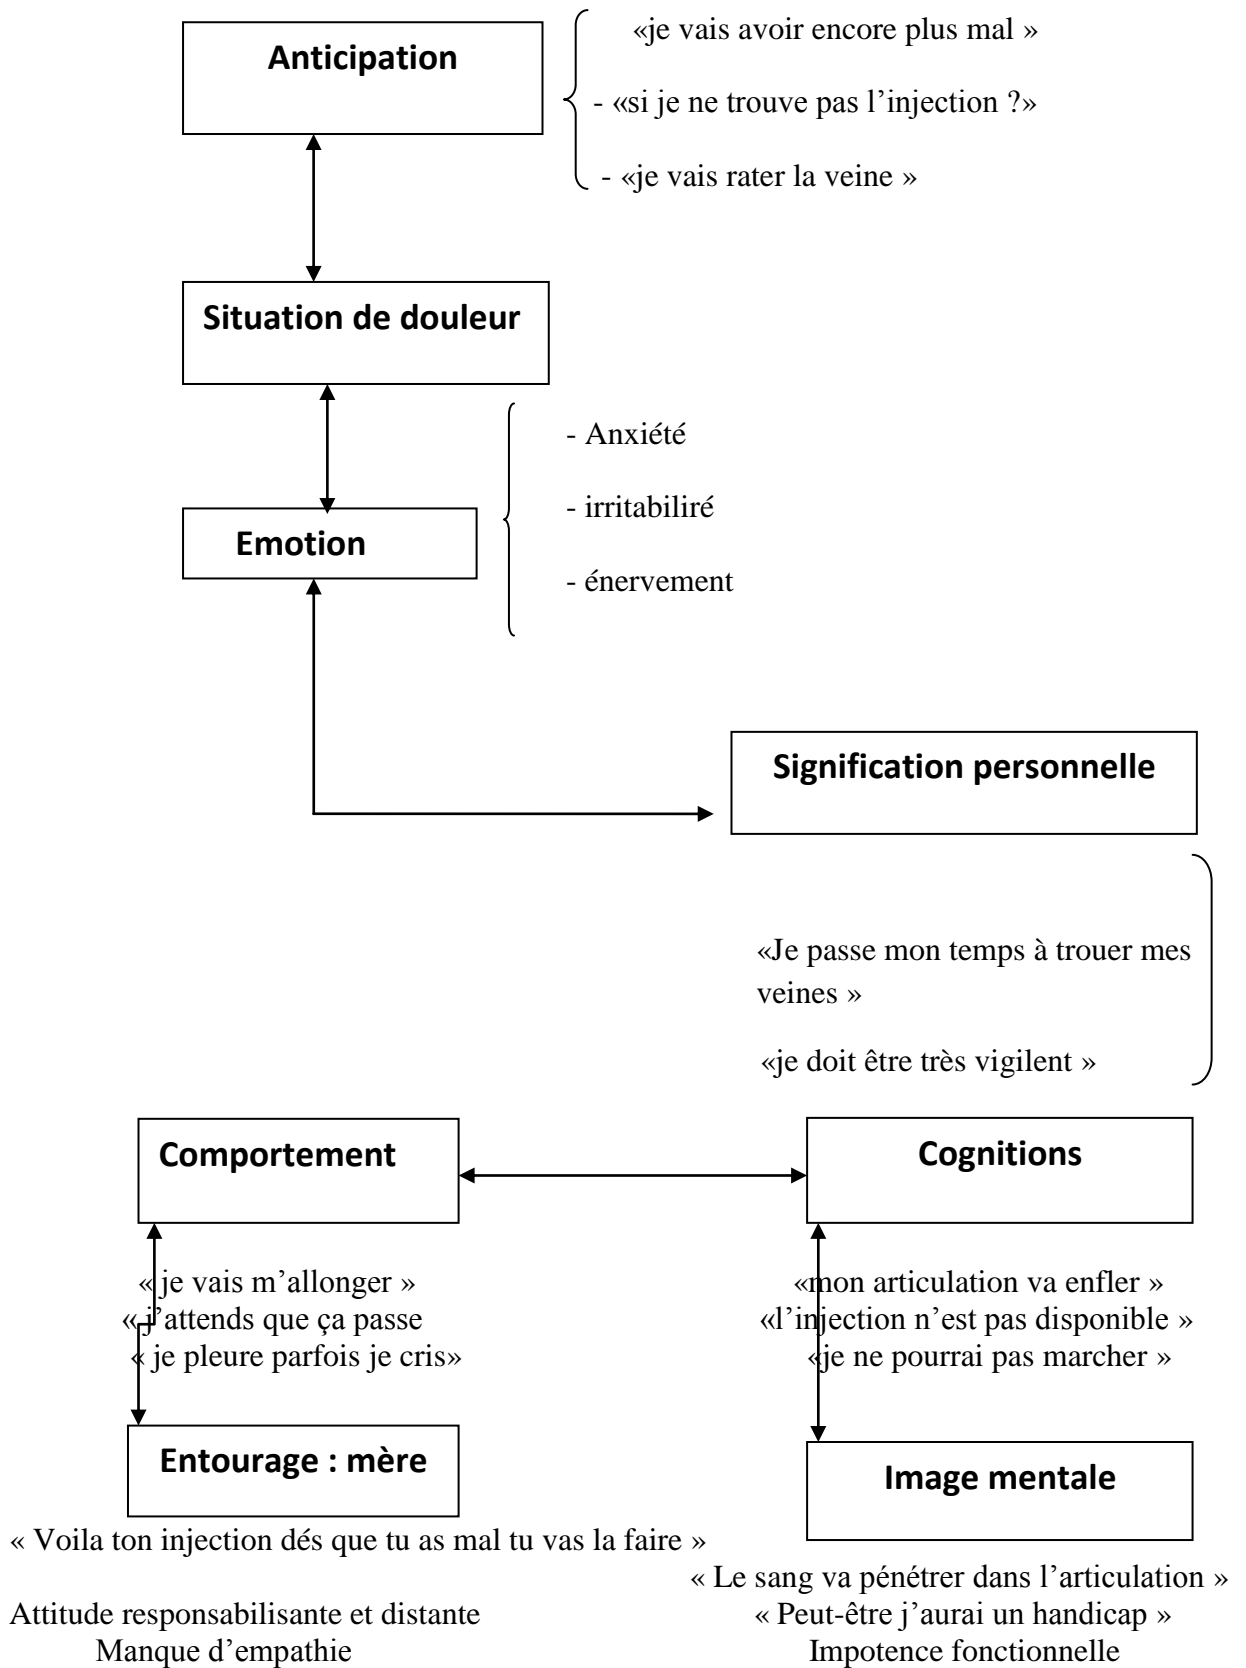 Anticipation
«je vais avoir encore plus mal »
- «si je ne trouve pas l’injection ?»
- «je vais rater la veine »
Situation de douleur
- Anxiété
- irritabiliré
- énervement
Emotion
Signification personnelle
«Je passe mon temps à trouer mes
veines »
«je doit être très vigilent »
Comportement
« je vais m’allonger »
« j’attends que ça passe
« je pleure parfois je cris»
Cognitions
«mon articulation va enfler »
«l’injection n’est pas disponible »
«je ne pourrai pas marcher »
Entourage : mère
« Voila ton injection dés que tu as mal tu vas la faire »
Attitude responsabilisante et distante
Manque d’empathie
Image mentale
« Le sang va pénétrer dans l’articulation »
« Peut-être j’aurai un handicap »
Impotence fonctionnelle